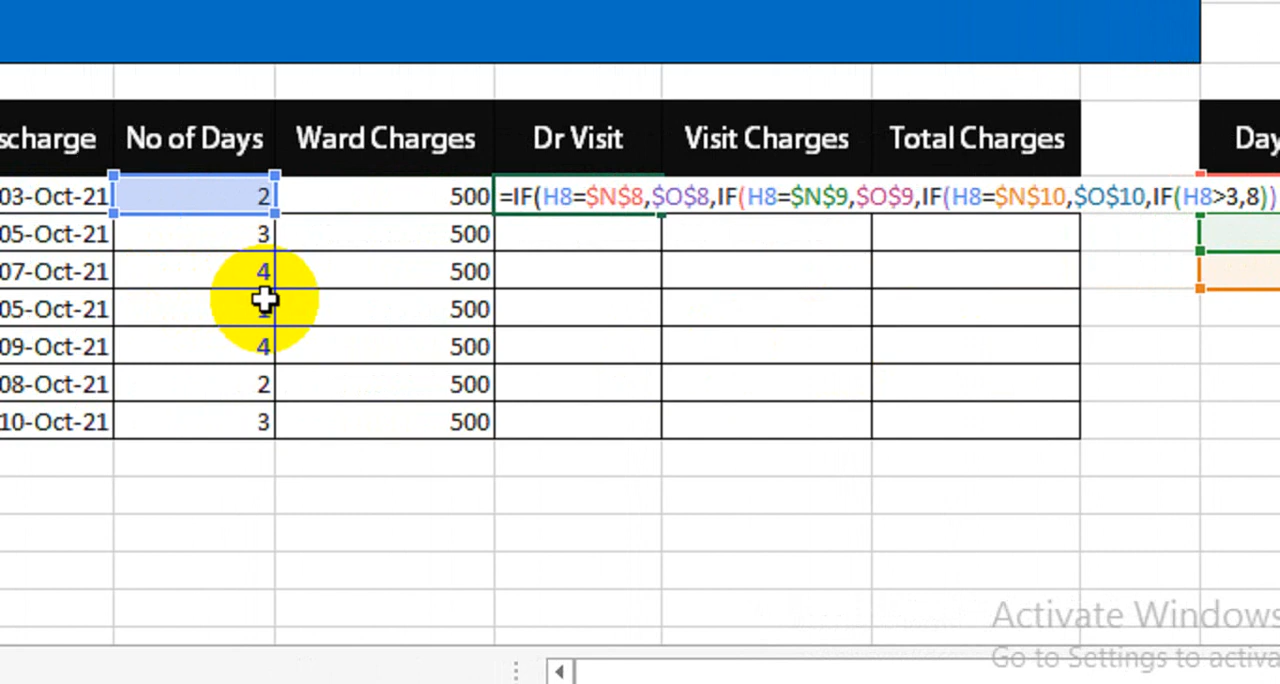 scharge No of Days Ward Charges Dr Visit Visit Charges Total Charges Day
03-Oct-21 2 500 =IF(H8=$N$8,$O$8,IF(H8=$N$9,$O$9,IF(H8=$N$10,$O$10,IF(H8>3,8))
05-Oct-21 3 500
07-Oct-21 4 500
05-Oct-21 500
09-Oct-21 4 500
08-Oct-21 2 500
10-Oct-21 3 500
Activate Windows
Go to Settings to activa